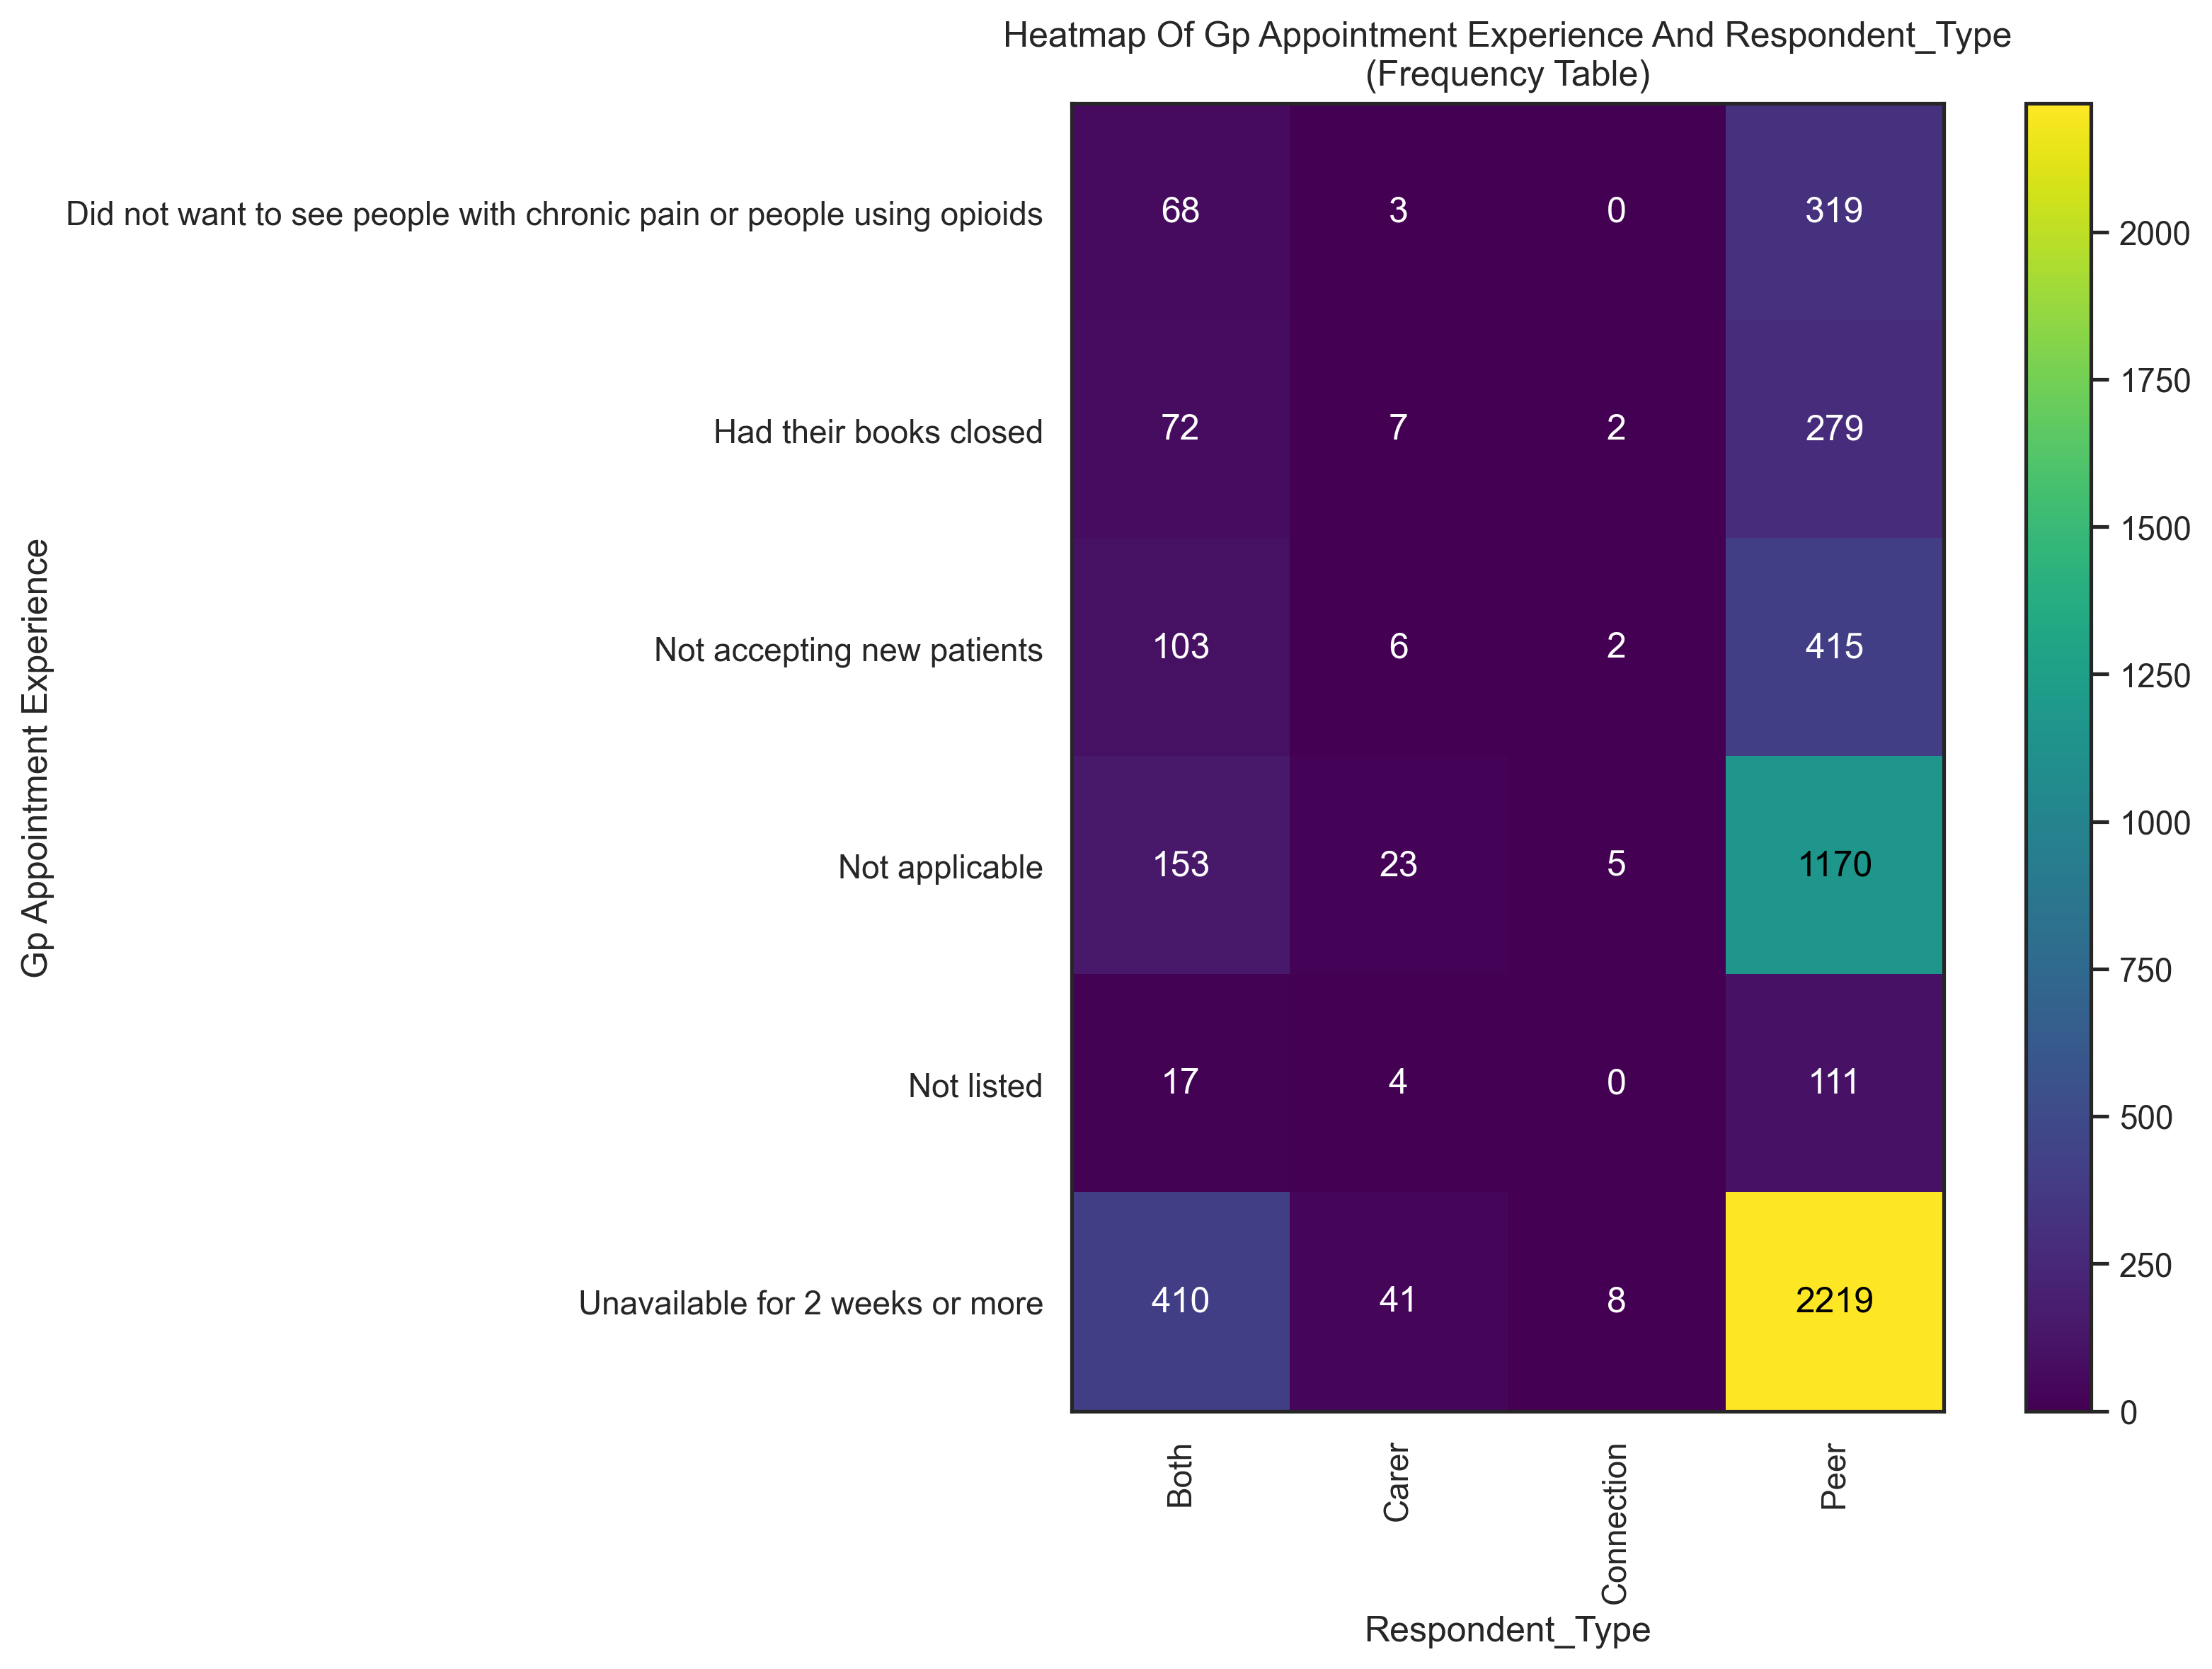 Heatmap Of Gp Appointment Experience And Respondent_Type
(Frequency Table)
Gp Appointment Experience
Did not want to see people with chronic pain or people using opioids 68 3 0 319
Had their books closed 72 7 2 279
Not accepting new patients 103 6 2 415
Not applicable 153 23 5 1170
Not listed 17 4 0 111
Unavailable for 2 weeks or more 410 41 8 2219
Both Carer Connection Peer
Respondent_Type
2000
1750
1500
1250
1000
750
500
250
0